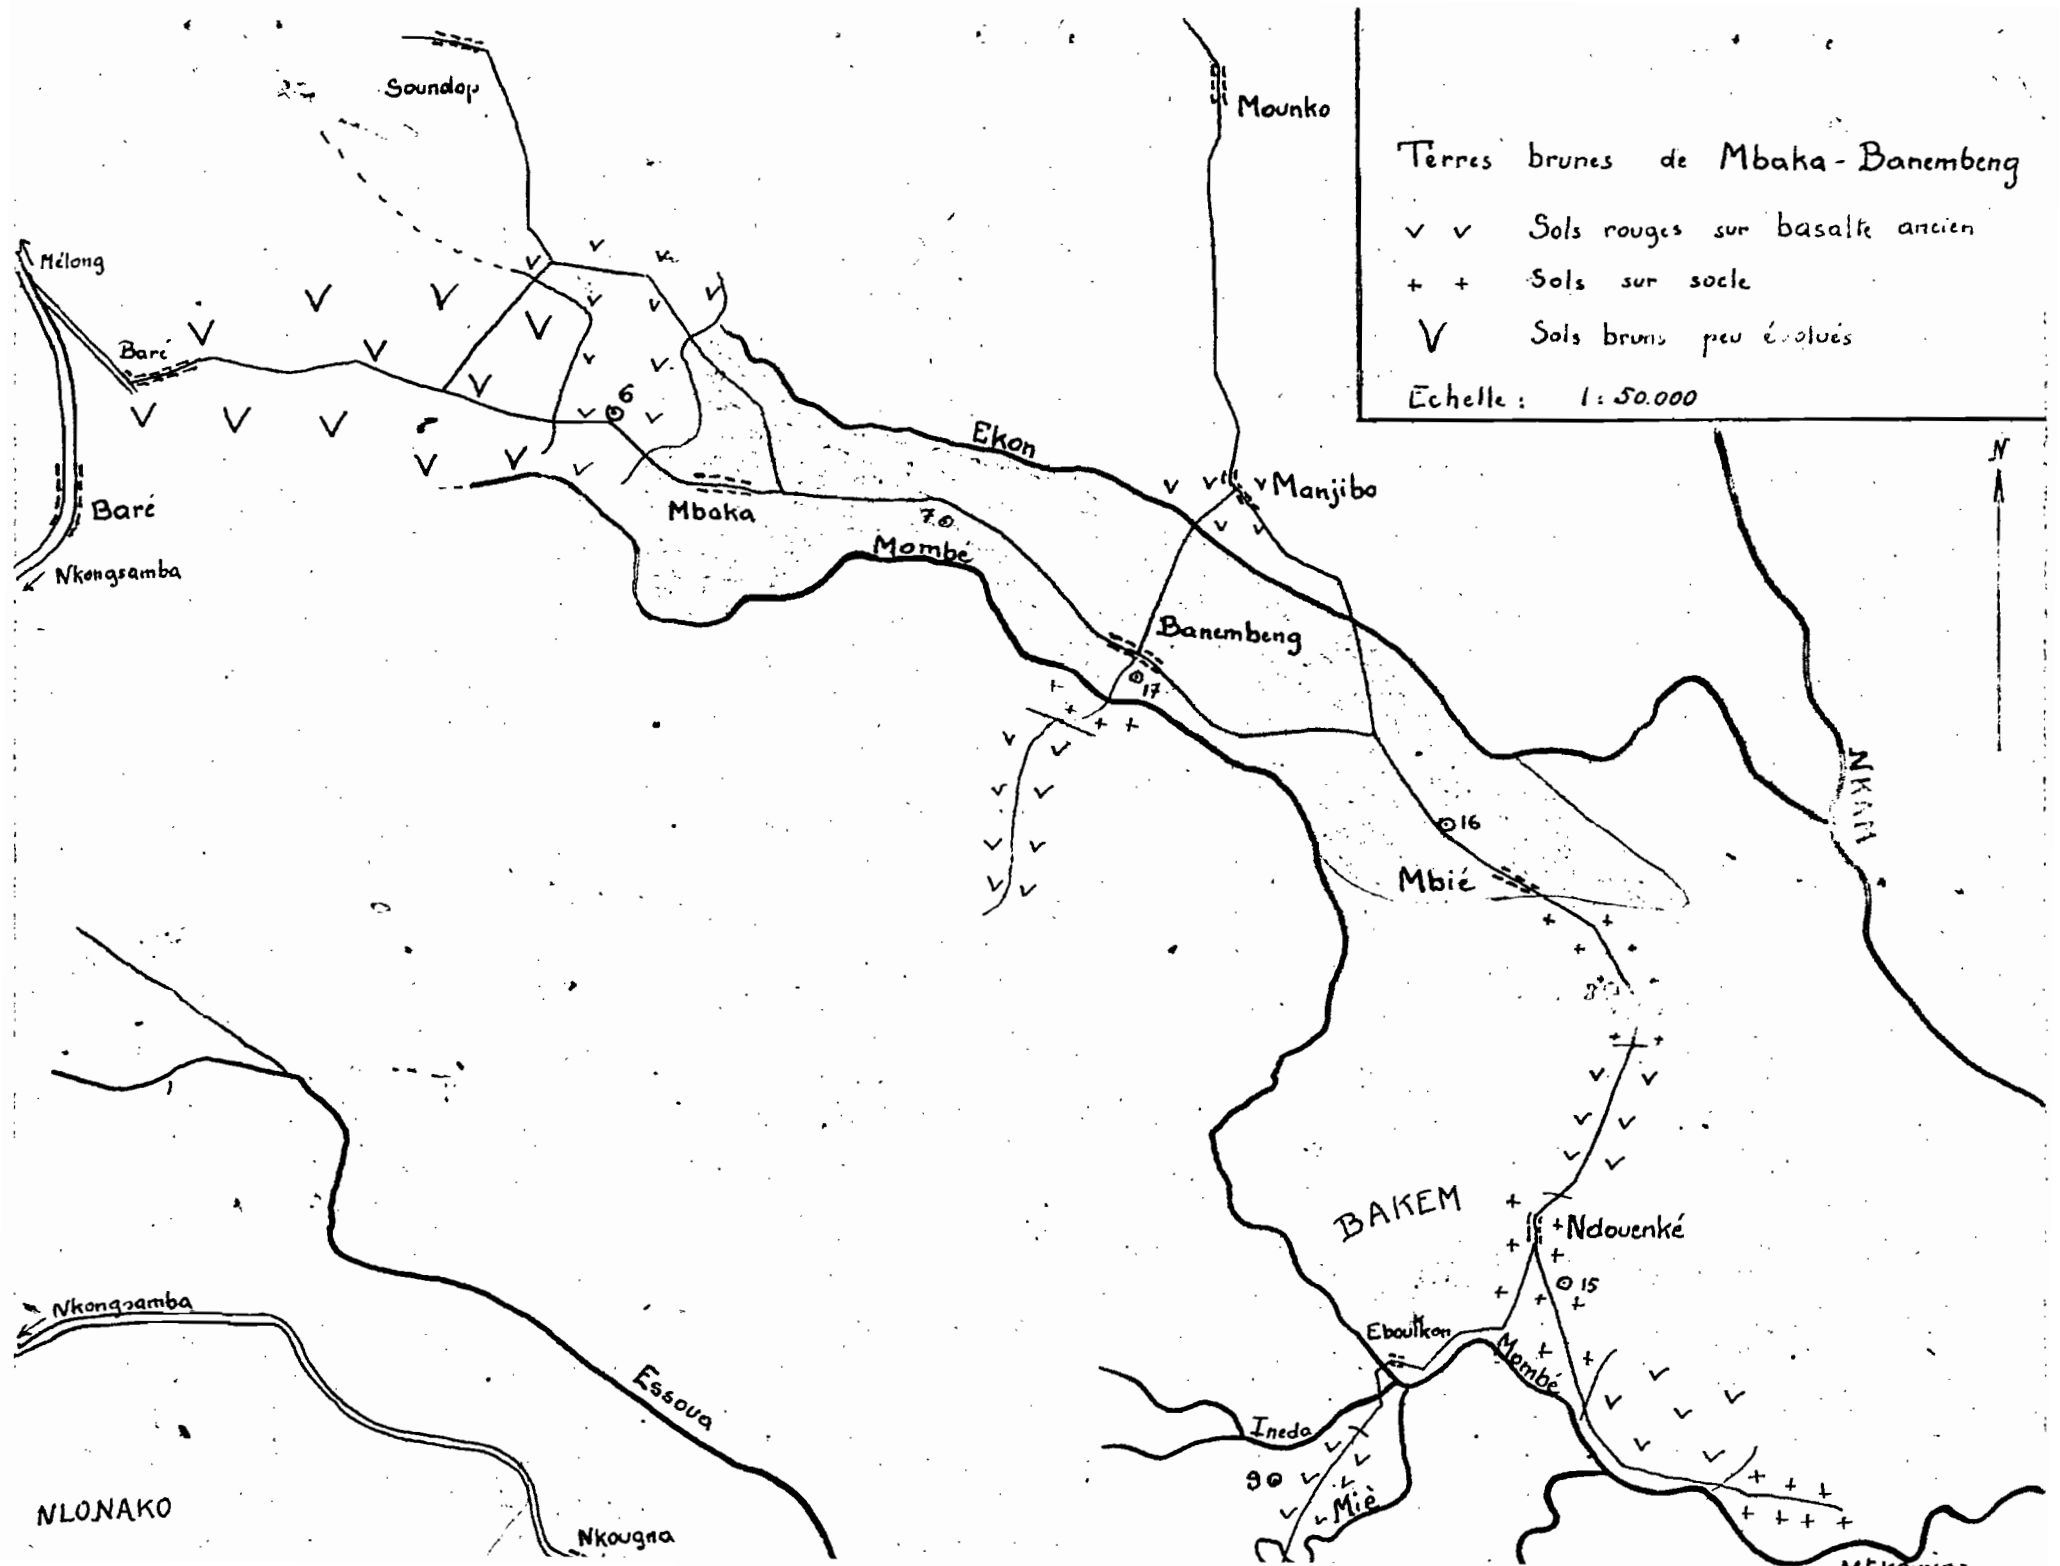 Soundop
Mounko
Terres brunes de Mbaka-Banembeng
v v Sols rouges sur basalte ancien
+ + Sols sur socle
V Sols bruns peu évolués
Echelle : 1:50.000
Mélong
Baré
6
N
Ekon
Manjibo
Baré
Mbaka
7
Mombé
Nkongsamba
Banembeng
17
NKAM
16
Mbié
BAKEM
Ndouenké
15
Nkongsamba
Eboutkon
Mombé
Essoua
Ineda
9
Miè
NLONAKO
Nkougna